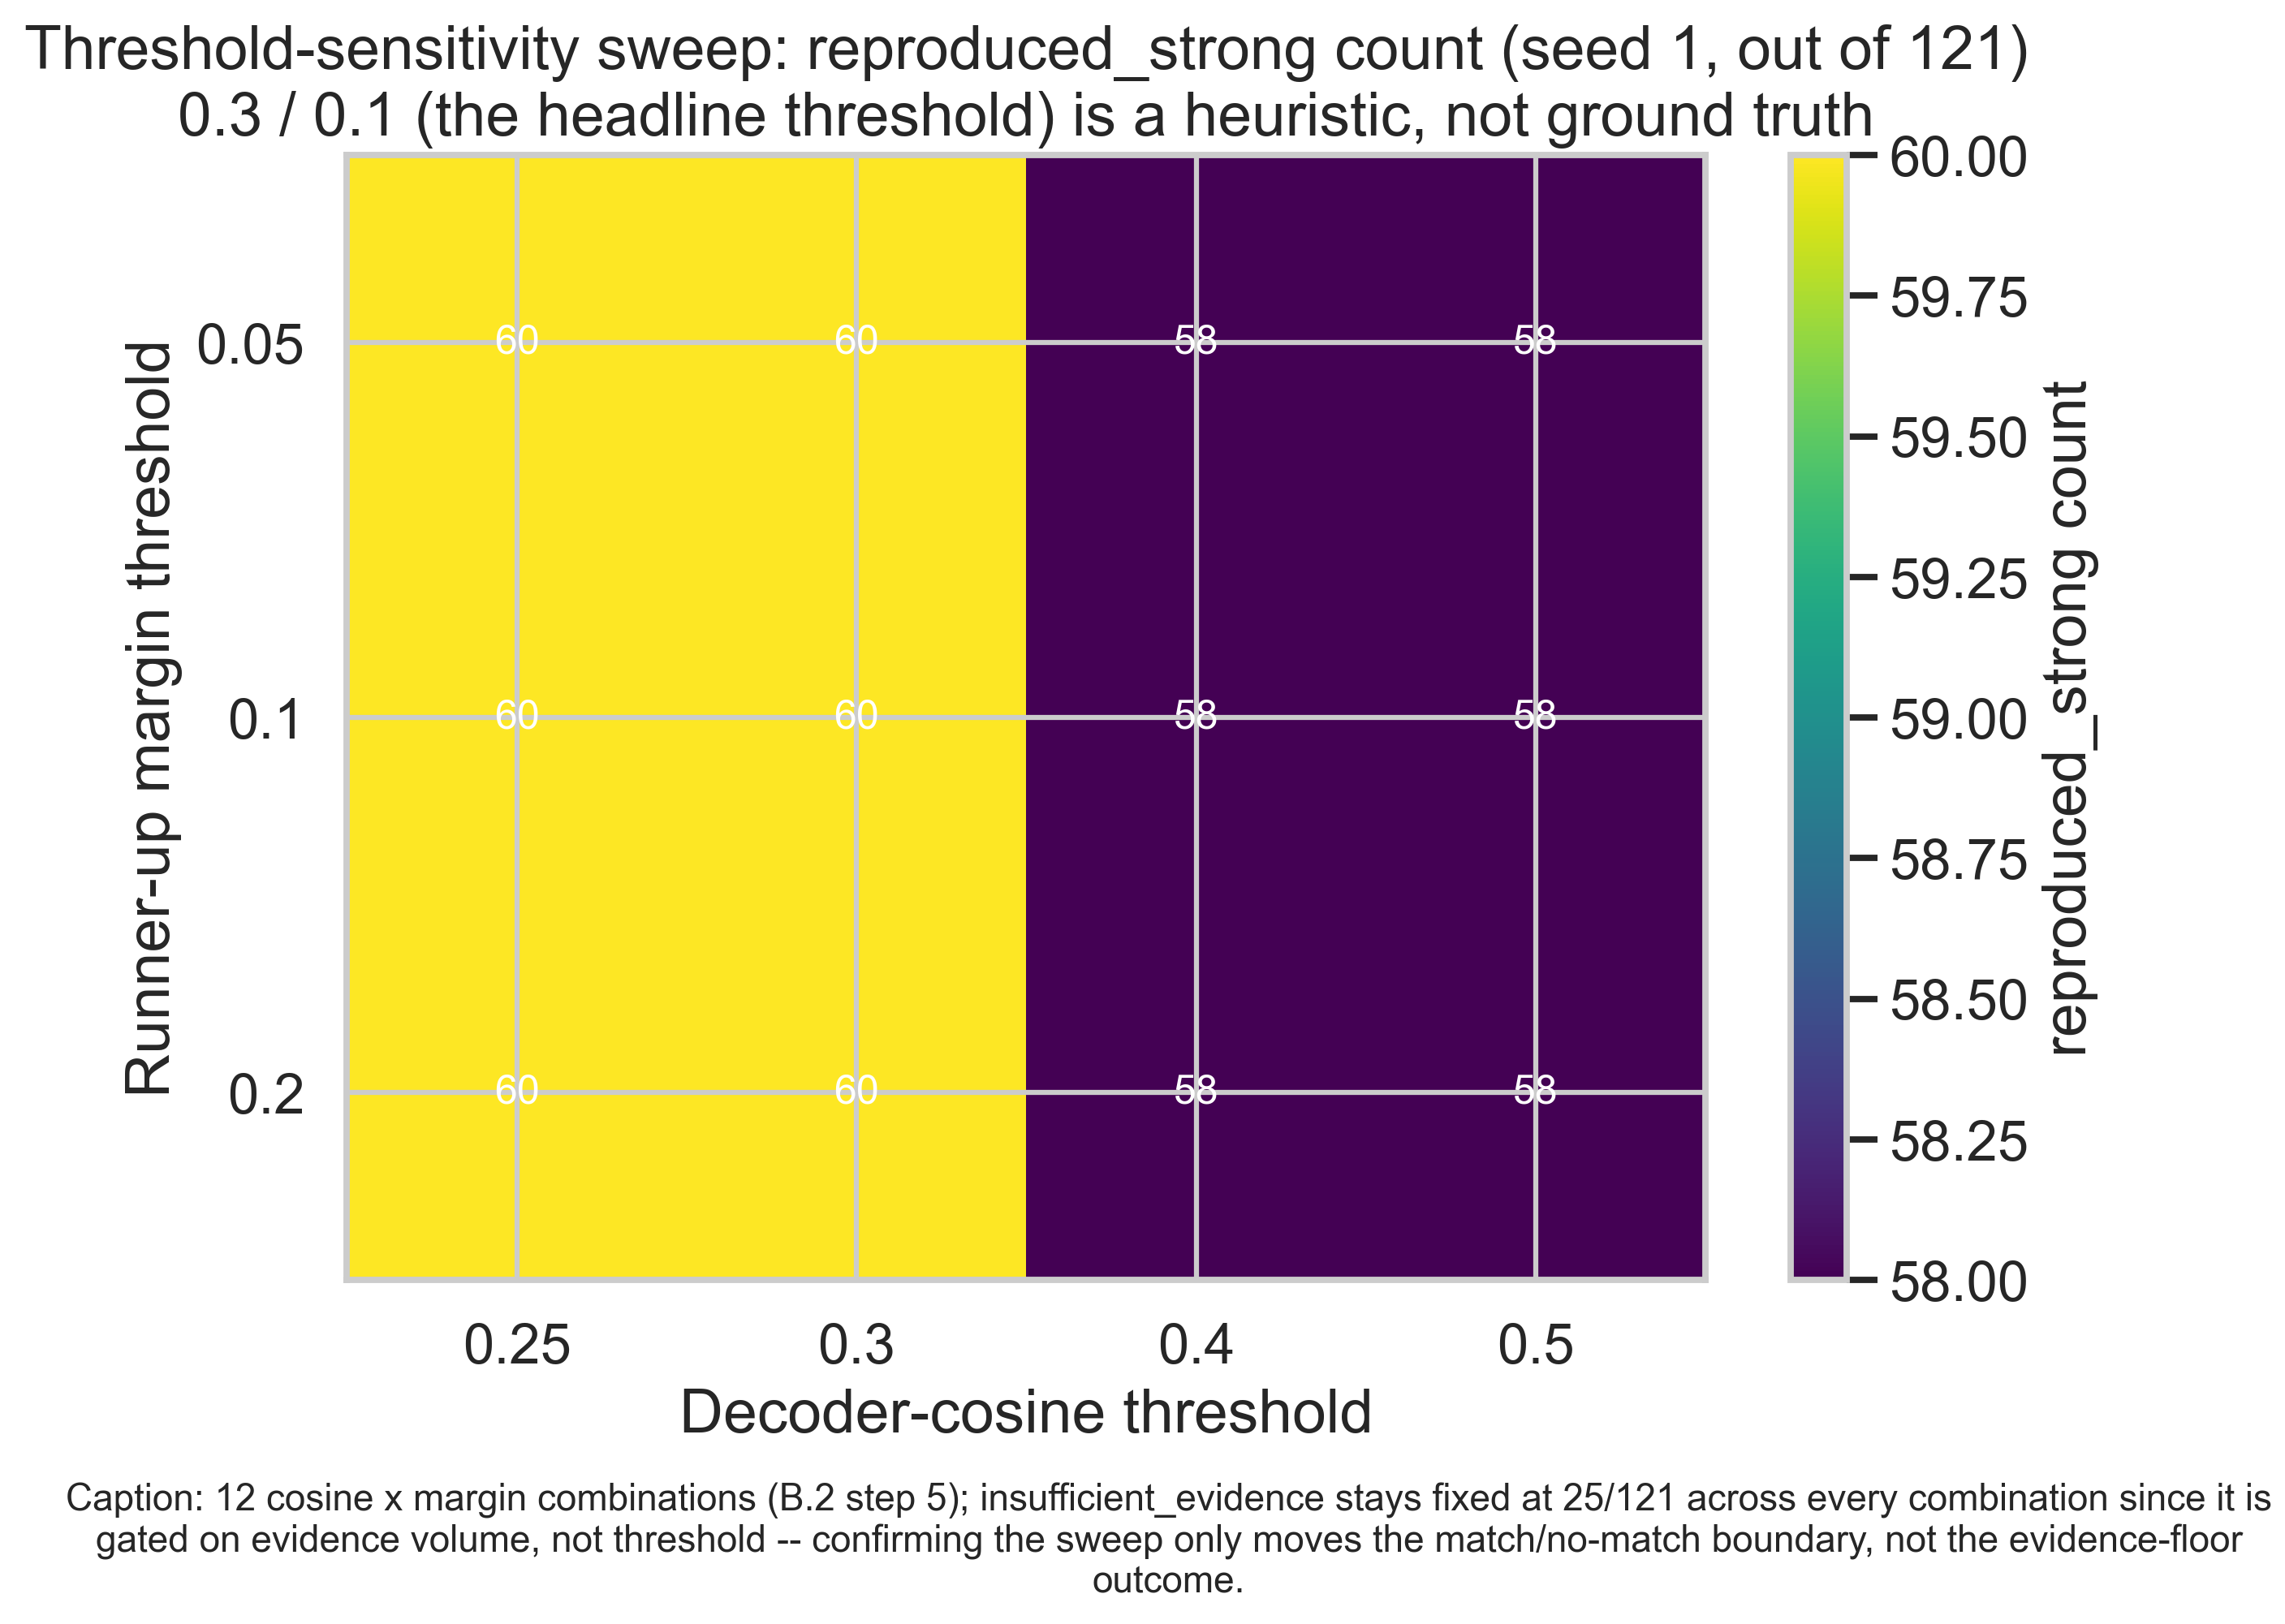 Threshold-sensitivity sweep: reproduced_strong count (seed 1, out of 121)
0.3 / 0.1 (the headline threshold) is a heuristic, not ground truth
Runner-up margin threshold
0.05
0.1
0.2
60 60 58 58
60 60 58 58
60 60 58 58
0.25 0.3 0.4 0.5
Decoder-cosine threshold
60.00
59.75
59.50
59.25
59.00
58.75
58.50
58.25
58.00
reproduced_strong count
Caption: 12 cosine x margin combinations (B.2 step 5); insufficient_evidence stays fixed at 25/121 across every combination since it is
gated on evidence volume, not threshold -- confirming the sweep only moves the match/no-match boundary, not the evidence-floor
outcome.